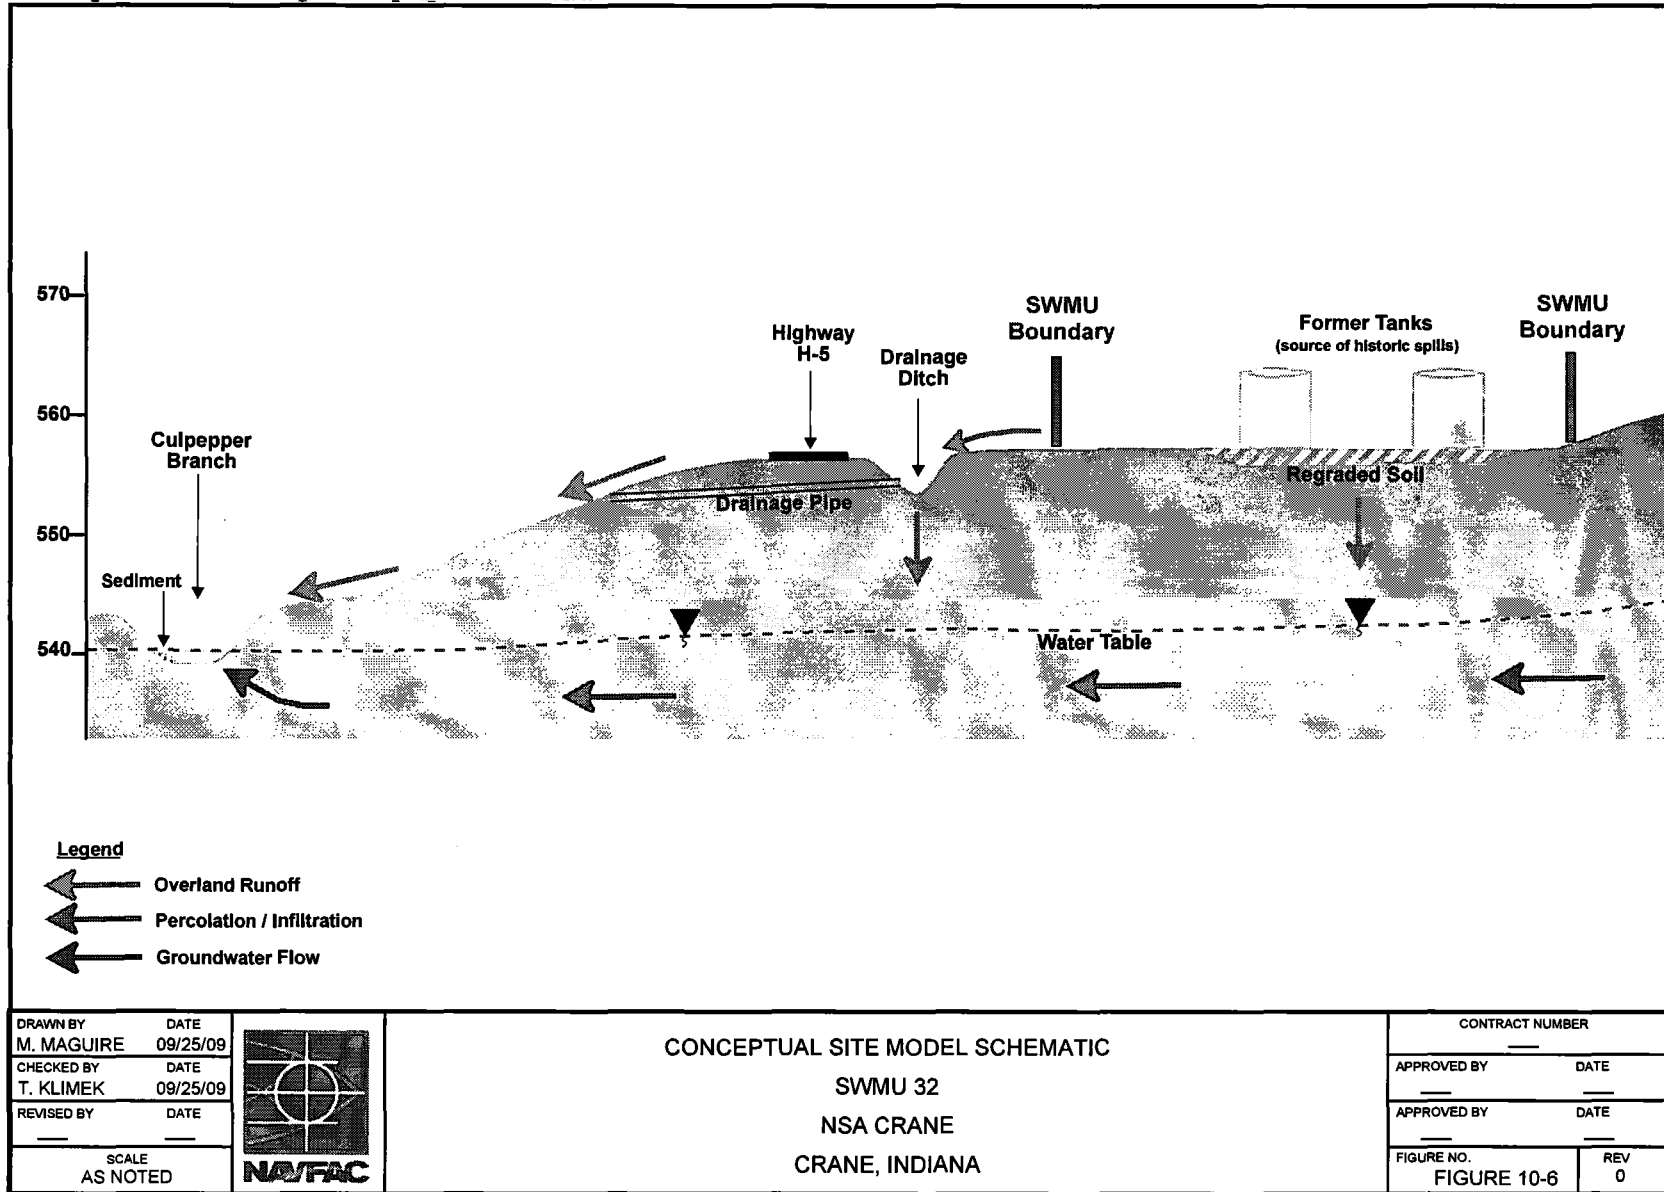 570
560
550
540
Culpepper
Branch
Sediment
Highway
H-5
Drainage
Ditch
Drainage Pipe
SWMU
Boundary
Former Tanks
(source of historic spills)
SWMU
Boundary
Regraded Soil
Water Table
Legend
Overland Runoff
Percolation / Infiltration
Groundwater Flow
DRAWN BY DATE
M. MAGUIRE 09/25/09
CHECKED BY DATE
T. KLIMEK 09/25/09
REVISED BY DATE
SCALE
AS NOTED
NAVFAC
CONCEPTUAL SITE MODEL SCHEMATIC
SWMU 32
NSA CRANE
CRANE, INDIANA
CONTRACT NUMBER
APPROVED BY DATE
APPROVED BY DATE
FIGURE NO. REV
FIGURE 10-6 0